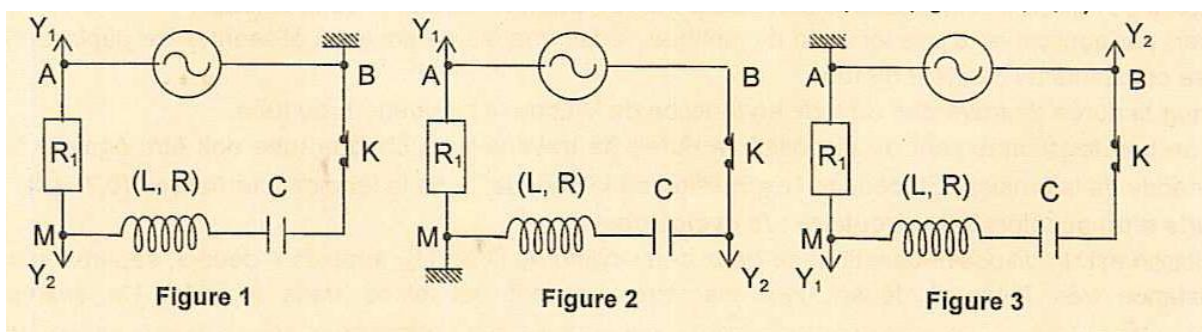 Y1 Y1 Y2
A B A B A B
R1 K R1 K R1 K
(L, R) C (L, R) C (L, R) C
M M M
Y2 Y2 Y1
Figure 1 Figure 2 Figure 3